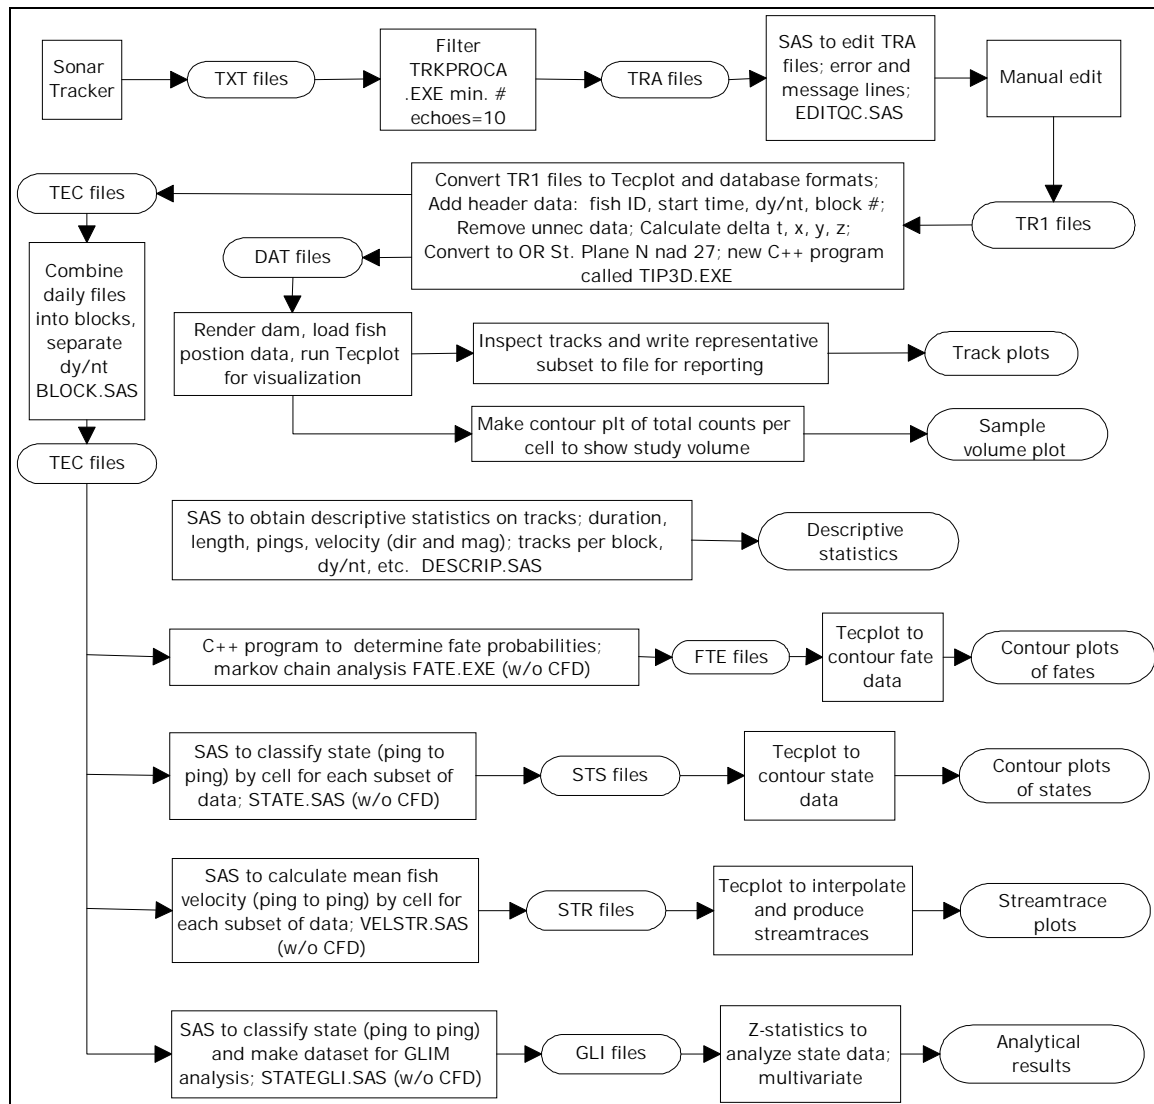 Sonar
Tracker
TXT files
Filter
TRKPROCA
.EXE min. #
echoes=10
TRA files
SAS to edit TRA
files; error and
message lines;
EDITQC.SAS
Manual edit
TEC files
Convert TR1 files to Tecplot and database formats;
Add header data: fish ID, start time, dy/nt, block #;
Remove unnec data; Calculate delta t, x, y, z;
Convert to OR St. Plane N nad 27; new C++ program
called TIP3D.EXE
TR1 files
DAT files
Combine
daily files
into blocks,
separate
dy/nt
BLOCK.SAS
Render dam, load fish
postion data, run Tecplot
for visualization
Inspect tracks and write representative
subset to file for reporting
Track plots
Make contour plt of total counts per
cell to show study volume
Sample
volume plot
TEC files
SAS to obtain descriptive statistics on tracks; duration,
length, pings, velocity (dir and mag); tracks per block,
dy/nt, etc. DESCRIP.SAS
Descriptive
statistics
C++ program to determine fate probabilities;
markov chain analysis FATE.EXE (w/o CFD)
FTE files
Tecplot to
contour fate
data
Contour plots
of fates
SAS to classify state (ping to
ping) by cell for each subset of
data; STATE.SAS (w/o CFD)
STS files
Tecplot to
contour state
data
Contour plots
of states
SAS to calculate mean fish
velocity (ping to ping) by cell for
each subset of data; VELSTR.SAS
(w/o CFD)
STR files
Tecplot to interpolate
and produce
streamtraces
Streamtrace
plots
SAS to classify state (ping to ping)
and make dataset for GLIM
analysis; STATEGLI.SAS (w/o CFD)
GLI files
Z-statistics to
analyze state data;
multivariate
Analytical
results